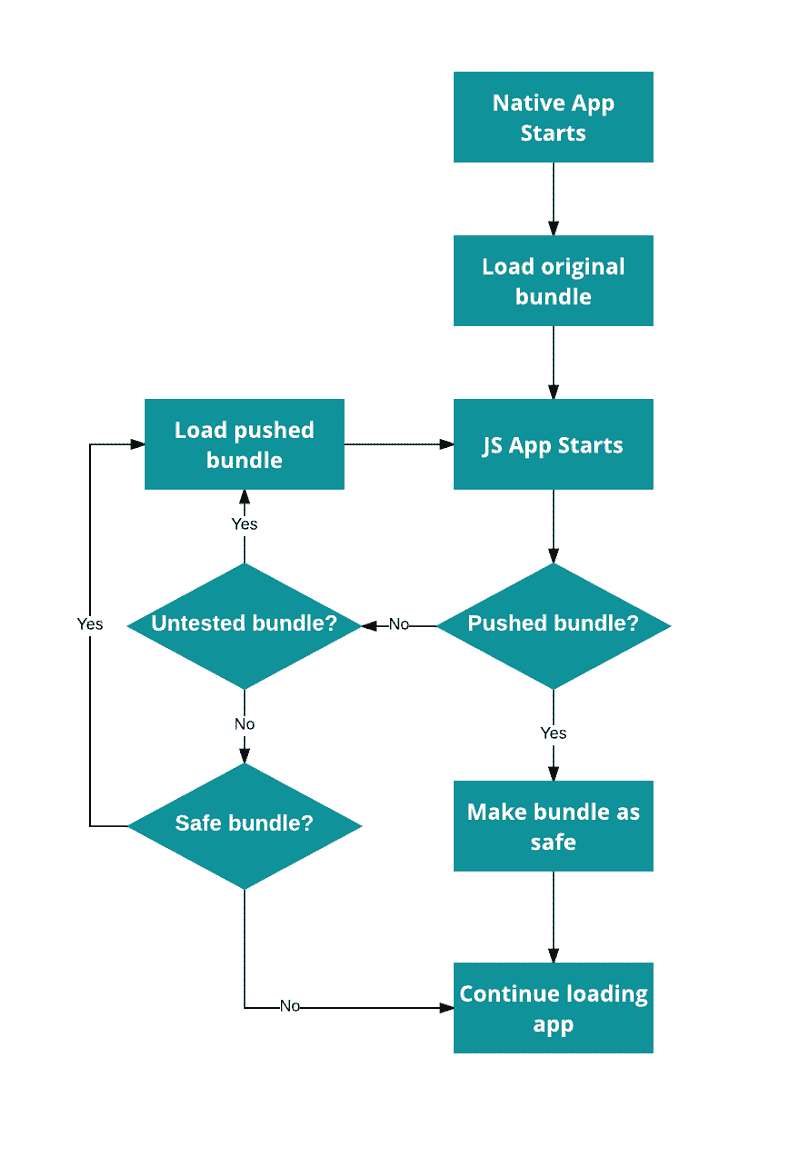 Native App
Starts
Load original
bundle
Load pushed
bundle
JS App Starts
Yes
Untested bundle?
No
Pushed bundle?
Yes
No
Yes
Safe bundle?
Make bundle as
safe
No
Continue loading
app